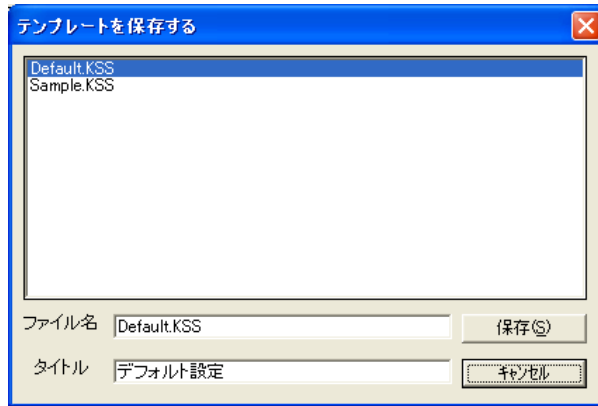 テンプレートを保存する
Default.KSS
Sample.KSS
ファイル名 Default.KSS 保存(S)
タイトル デフォルト設定 キャンセル